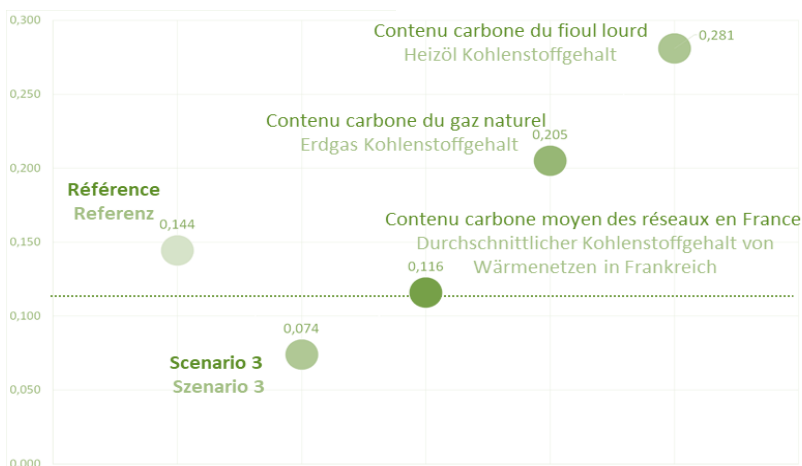 0,300
Contenu carbone du fioul lourd
0,281
Heizöl Kohlenstoffgehalt
0,250
Contenu carbone du gaz naturel
0,205
Erdgas Kohlenstoffgehalt
0,200
Référence
Referenz
0,144
Contenu carbone moyen des réseaux en France
Durchschnittlicher Kohlenstoffgehalt von
Wärmenetzen in Frankreich
0,150
0,116
0,100
0,074
Scenario 3
Szenario 3
0,050
0,000